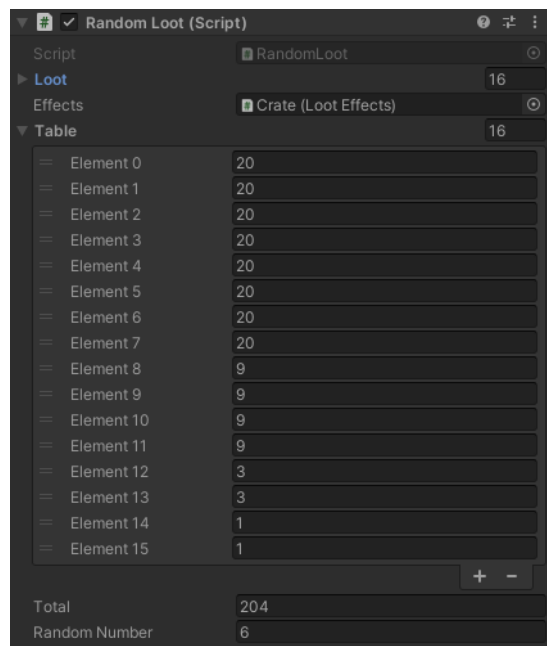 # Random Loot (Script)
Script # RandomLoot
Loot 16
Effects # Crate (Loot Effects)
Table 16
Element 0 20
Element 1 20
Element 2 20
Element 3 20
Element 4 20
Element 5 20
Element 6 20
Element 7 20
Element 8 9
Element 9 9
Element 10 9
Element 11 9
Element 12 3
Element 13 3
Element 14 1
Element 15 1
+ -
Total 204
Random Number 6